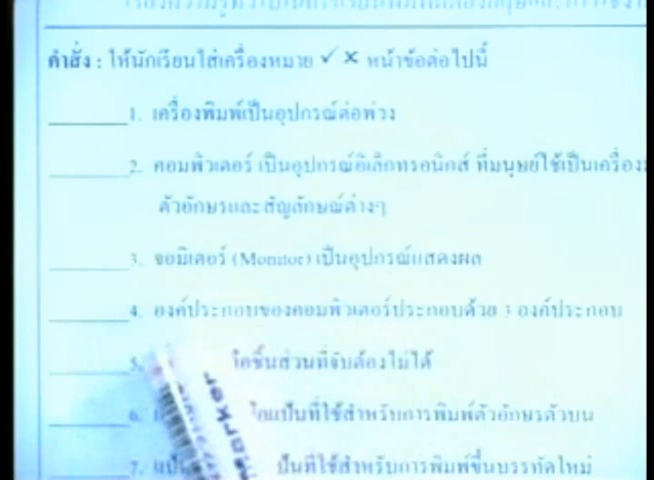 คำสั่ง : ให้นักเรียนใส่เครื่องหมาย ✓ ✗ หน้าข้อต่อไปนี้
1. เครื่องพิมพ์เป็นอุปกรณ์ต่อพ่วง
2. คอมพิวเตอร์ เป็นอุปกรณ์อิเล็กทรอนิกส์ ที่มนุษย์ใช้เป็นเครื่อง
ตัวอักษรและสัญลักษณ์ต่างๆ
3. จอมิเตอร์ (Monitor) เป็นอุปกรณ์แสดงผล
4. องค์ประกอบของคอมพิวเตอร์ประกอบด้วย 3 องค์ประกอบ
5. ชิ้นส่วนที่จับต้องไม่ได้
6. แป้นที่ใช้สำหรับการพิมพ์ตัวอักษรตัวบน
7. แป้นที่ใช้สำหรับการพิมพ์ขึ้นบรรทัดใหม่
Marker